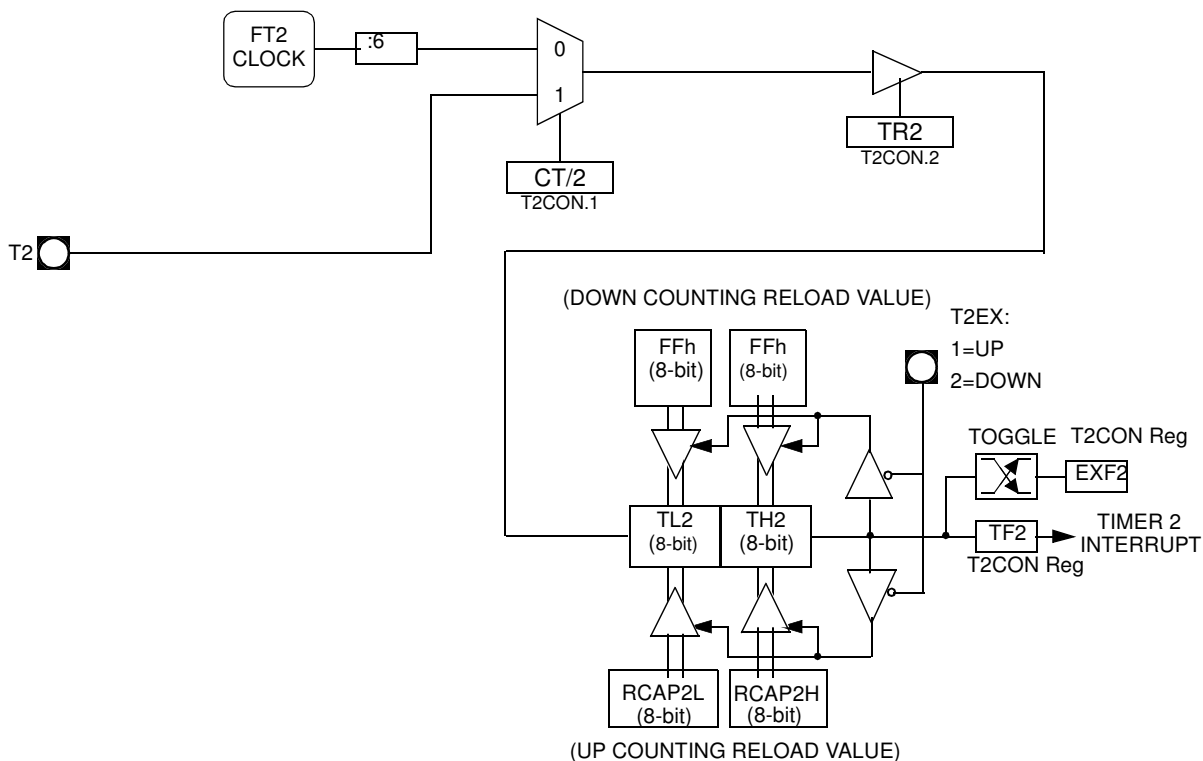 FT2
CLOCK
:6
0
1
TR2
T2CON.2
CT/2
T2CON.1
T2
(DOWN COUNTING RELOAD VALUE)
T2EX:
1=UP
2=DOWN
FFh
(8-bit)
FFh
(8-bit)
TOGGLE
T2CON Reg
EXF2
TL2
(8-bit)
TH2
(8-bit)
TF2
TIMER 2
INTERRUPT
T2CON Reg
RCAP2L
(8-bit)
RCAP2H
(8-bit)
(UP COUNTING RELOAD VALUE)